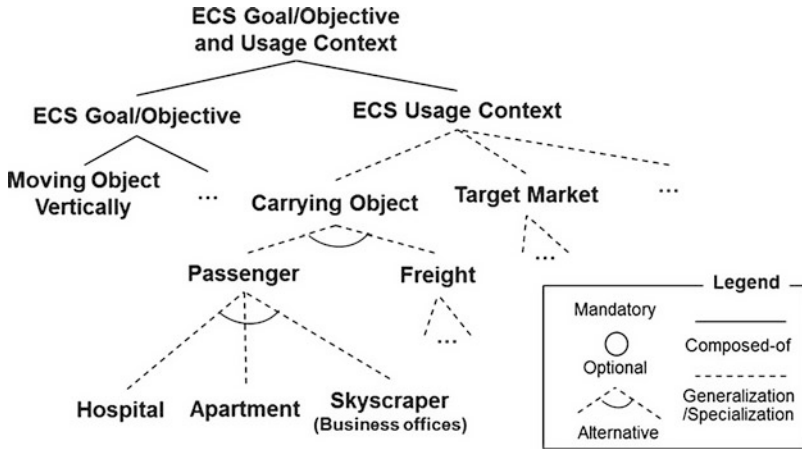 ECS Goal/Objective
and Usage Context
ECS Goal/Objective
ECS Usage Context
Moving Object
Vertically
...
Carrying Object
Target Market
...
...
Passenger
Freight
...
Hospital
Apartment
Skyscraper
(Business offices)
Legend
Mandatory
Composed-of
Optional
Generalization
/Specialization
Alternative